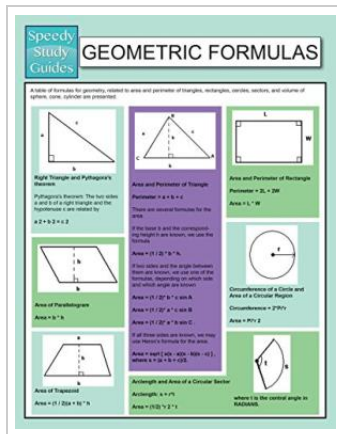 Speedy
Study
Guides
GEOMETRIC FORMULAS
A table of formulas for geometry, related to area and perimeter of triangles, rectangles, circles, sectors, and volume of
sphere, cone, cylinder are presented.
a
c
b
Right Triangle and Pythagora's
theorem
Pythagora's theorem: The two sides
a and b of a right triangle and the
hypotenuse c are related by
a 2 + b 2 = c 2
h
b
Area of Parallelogram
Area = b * h
a
h
b
Area of Trapezoid
Area = (1 / 2)(a + b) * h
B
a
h
c
C
b
A
Area and Perimeter of Triangle
Perimeter = a + b + c
There are several formulas for the
area.
If the base b and the correspond-
ing height h are known, we use the
formula
Area = (1 / 2) * b * h.
If two sides and the angle between
them are known, we use one of the
formulas, depending on which side
and which angle are known
Area = (1 / 2)* b * c sin A
Area = (1 / 2)* a * c sin B
Area = (1 / 2)* a * b sin C
If all three sides are known, we may
use Heron's formula for the area.
Area = sqrt [ s(s - a)(s - b)(s - c) ] ,
where s = (a + b + c)/2.
Arclength and Area of a Circular Sector
Arclength: s = r*t
Area = (1/2) *r 2 * t
L
W
Area and Perimeter of Rectangle
Perimeter = 2L + 2W
Area = L * W
r
Circumference of a Circle and
Area of a Circular Region
Circumference = 2*Pi*r
Area = Pi*r 2
t
s
where t is the central angle in
RADIANS.